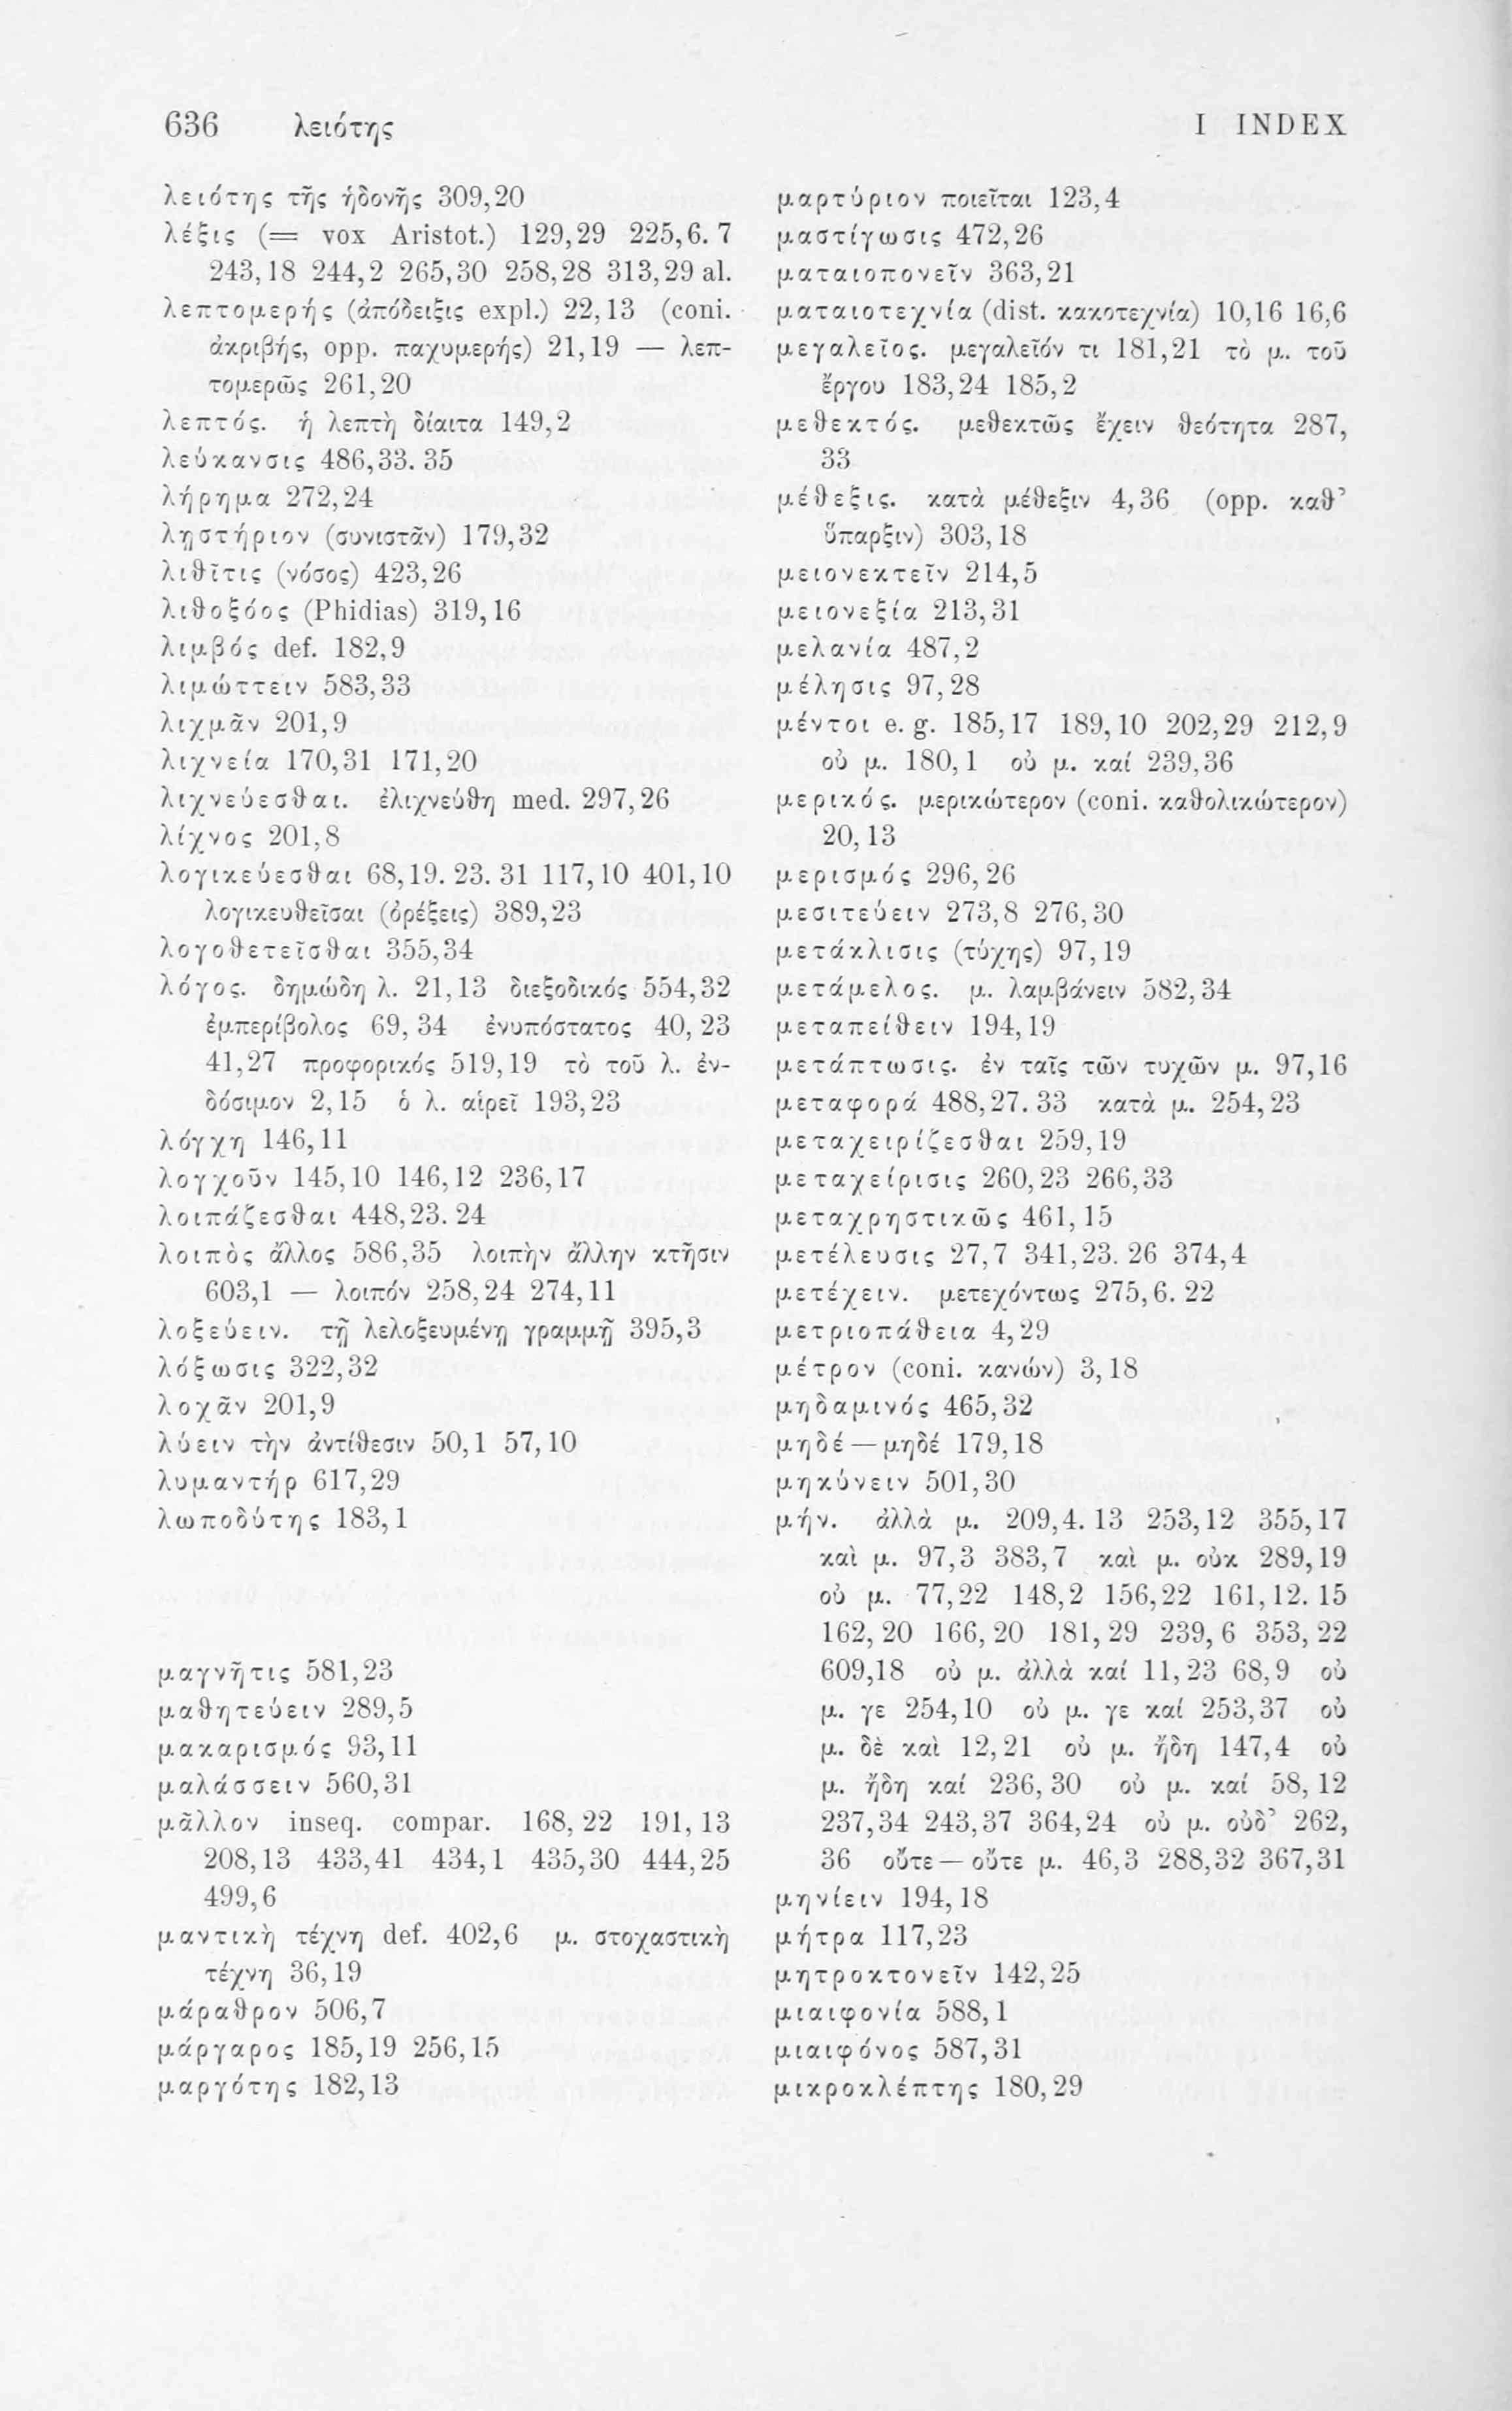 636 λειότης I INDEX
λειότης τῆς ἡδονῆς 309,20
λέξις (= vox Aristot.) 129,29 225,6. 7
243,18 244,2 265,30 258,28 313,29 al.
λεπτομερής (ἀπόδειξις expl.) 22,13 (coni.
ἀκριβής, opp. παχυμερής) 21,19 — λεπ-
τομερῶς 261,20
λεπτός. ἡ λεπτὴ δίαιτα 149,2
λεύκανσις 486,33. 35
λήρημα 272,24
λῃστήριον (συνιστᾶν) 179,32
λιθῖτις (νόσος) 423,26
λιθοξόος (Phidias) 319,16
λιμβός def. 182,9
λιμώττειν 583,33
λιχμᾶν 201,9
λιχνεία 170,31 171,20
λιχνεύεσθαι. ἐλιχνεύθη med. 297,26
λίχνος 201,8
λογικεύεσθαι 68,19. 23. 31 117,10 401,10
λογικευθεῖσαι (ὀρέξεις) 389,23
λογοθετεῖσθαι 355,34
λόγος. δημώδη λ. 21,13 διεξοδικός 554,32
ἐμπερίβολος 69,34 ἐνυπόστατος 40,23
41,27 προφορικός 519,19 τὸ τοῦ λ. ἐν-
δόσιμον 2,15 ὁ λ. αἱρεῖ 193,23
λόγχη 146,11
λογχοῦν 145,10 146,12 236,17
λοιπάζεσθαι 448,23. 24
λοιπὸς ἄλλος 586,35 λοιπὴν ἄλλην κτῆσιν
603,1 — λοιπόν 258,24 274,11
λοξεύειν. τῇ λελοξευμένῃ γραμμῇ 395,3
λόξωσις 322,32
λοχᾶν 201,9
λύειν τὴν ἀντίθεσιν 50,1 57,10
λυμαντήρ 617,29
λωποδύτης 183,1
μαγνῆτις 581,23
μαθητεύειν 289,5
μακαρισμός 93,11
μαλάσσειν 560,31
μᾶλλον inseq. compar. 168,22 191,13
208,13 433,41 434,1 435,30 444,25
499,6
μαντικὴ τέχνη def. 402,6 μ. στοχαστικὴ
τέχνη 36,19
μάραθρον 506,7
μάργαρος 185,19 256,15
μαργότης 182,13
μαρτύριον ποιεῖται 123,4
μαστίγωσις 472,26
ματαιοπονεῖν 363,21
ματαιοτεχνία (dist. κακοτεχνία) 10,16 16,6
μεγαλεῖος. μεγαλεῖόν τι 181,21 τὸ μ. τοῦ
ἔργου 183,24 185,2
μεθεκτός. μεθεκτῶς ἔχειν θεότητα 287,
33
μέθεξις. κατὰ μέθεξιν 4,36 (opp. καθ’
ὕπαρξιν) 303,18
μειονεκτεῖν 214,5
μειονεξία 213,31
μελανία 487,2
μέλησις 97,28
μέντοι e. g. 185,17 189,10 202,29 212,9
οὐ μ. 180,1 οὐ μ. καί 239,36
μερικός. μερικώτερον (coni. καθολικώτερον)
20,13
μερισμός 296,26
μεσιτεύειν 273,8 276,30
μετάκλισις (τύχης) 97,19
μετάμελος. μ. λαμβάνειν 582,34
μεταπείθειν 194,19
μετάπτωσις. ἐν ταῖς τῶν τυχῶν μ. 97,16
μεταφορά 488,27. 33 κατὰ μ. 254,23
μεταχειρίζεσθαι 259,19
μεταχείρισις 260,23 266,33
μεταχρηστικῶς 461,15
μετέλευσις 27,7 341,23. 26 374,4
μετέχειν. μετεχόντως 275,6. 22
μετριοπάθεια 4,29
μέτρον (coni. κανών) 3,18
μηδαμινός 465,32
μηδέ — μηδέ 179,18
μηκύνειν 501,30
μήν. ἀλλὰ μ. 209,4. 13 253,12 355,17
καὶ μ. 97,3 383,7 καὶ μ. οὐκ 289,19
οὐ μ. 77,22 148,2 156,22 161,12. 15
162,20 166,20 181,29 239,6 353,22
609,18 οὐ μ. ἀλλὰ καί 11,23 68,9 οὐ
μ. γε 254,10 οὐ μ. γε καί 253,37 οὐ
μ. δὲ καὶ 12,21 οὐ μ. ἤδη 147,4 οὐ
μ. ἤδη καί 236,30 οὐ μ. καί 58,12
237,34 243,37 364,24 οὐ μ. οὐδ’ 262,
36 οὔτε — οὔτε μ. 46,3 288,32 367,31
μηνίειν 194,18
μήτρα 117,23
μητροκτονεῖν 142,25
μιαιφονία 588,1
μιαιφόνος 587,31
μικροκλέπτης 180,29